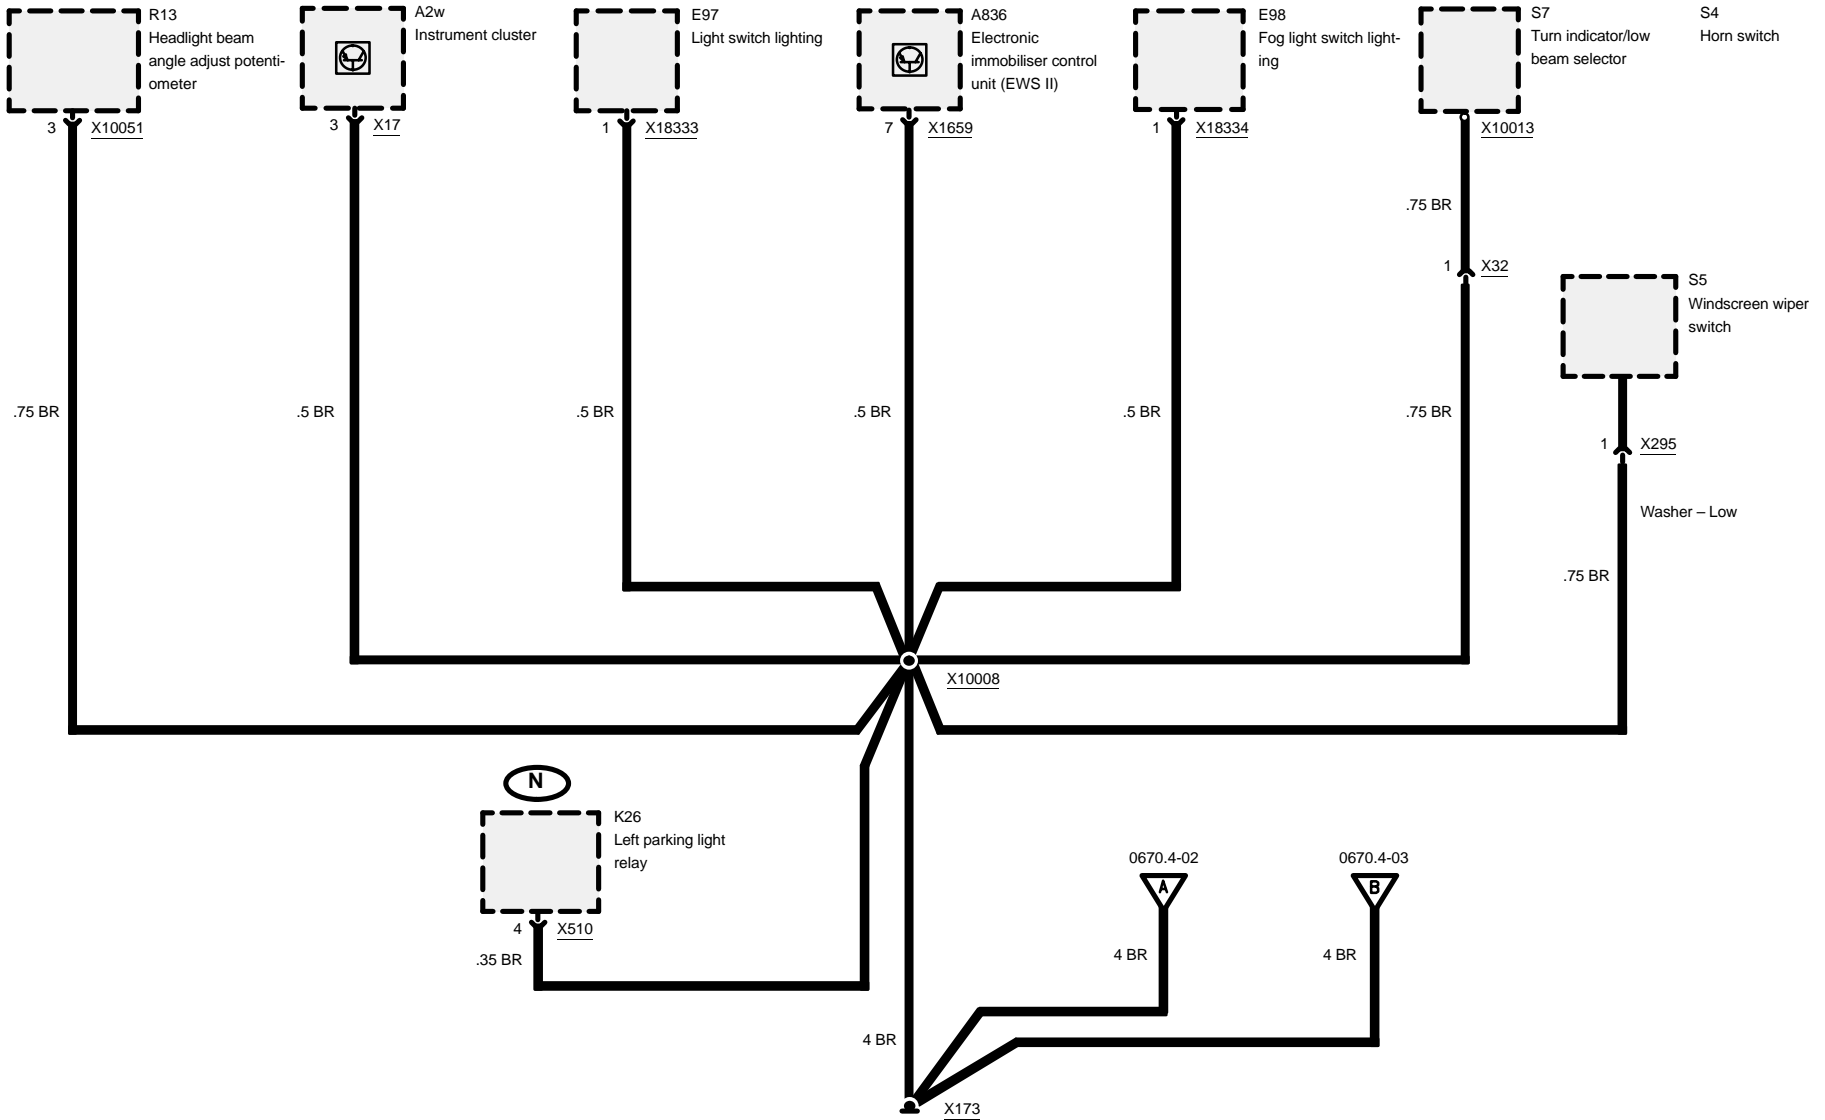 R13
Headlight beam
angle adjust potenti-
ometer
3 X10051
A2w
Instrument cluster
3 X17
E97
Light switch lighting
1 X18333
A836
Electronic
immobiliser control
unit (EWS II)
7 X1659
E98
Fog light switch light-
ing
1 X18334
S7
Turn indicator/low
beam selector
X10013
S4
Horn switch
.75 BR
1 X32
S5
Windscreen wiper
switch
.75 BR
.5 BR
.5 BR
.5 BR
.5 BR
.75 BR
1 X295
Washer – Low
.75 BR
X10008
N
K26
Left parking light
relay
4 X510
.35 BR
0670.4-02
A
4 BR
0670.4-03
B
4 BR
4 BR
X173